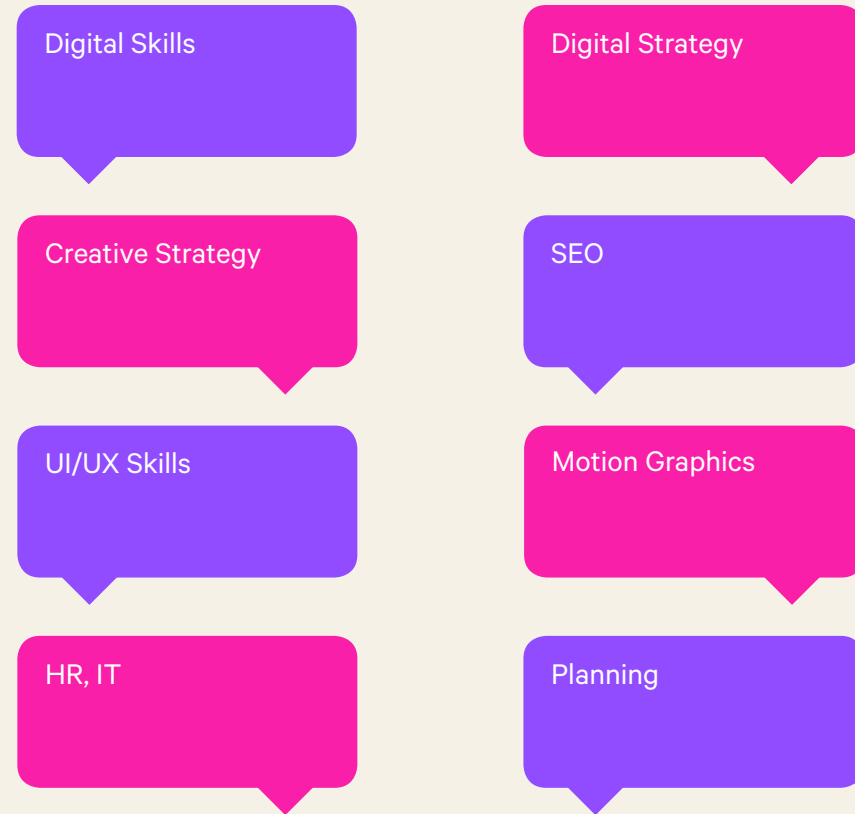 Digital Skills
Digital Strategy
Creative Strategy
SEO
UI/UX Skills
Motion Graphics
HR, IT
Planning